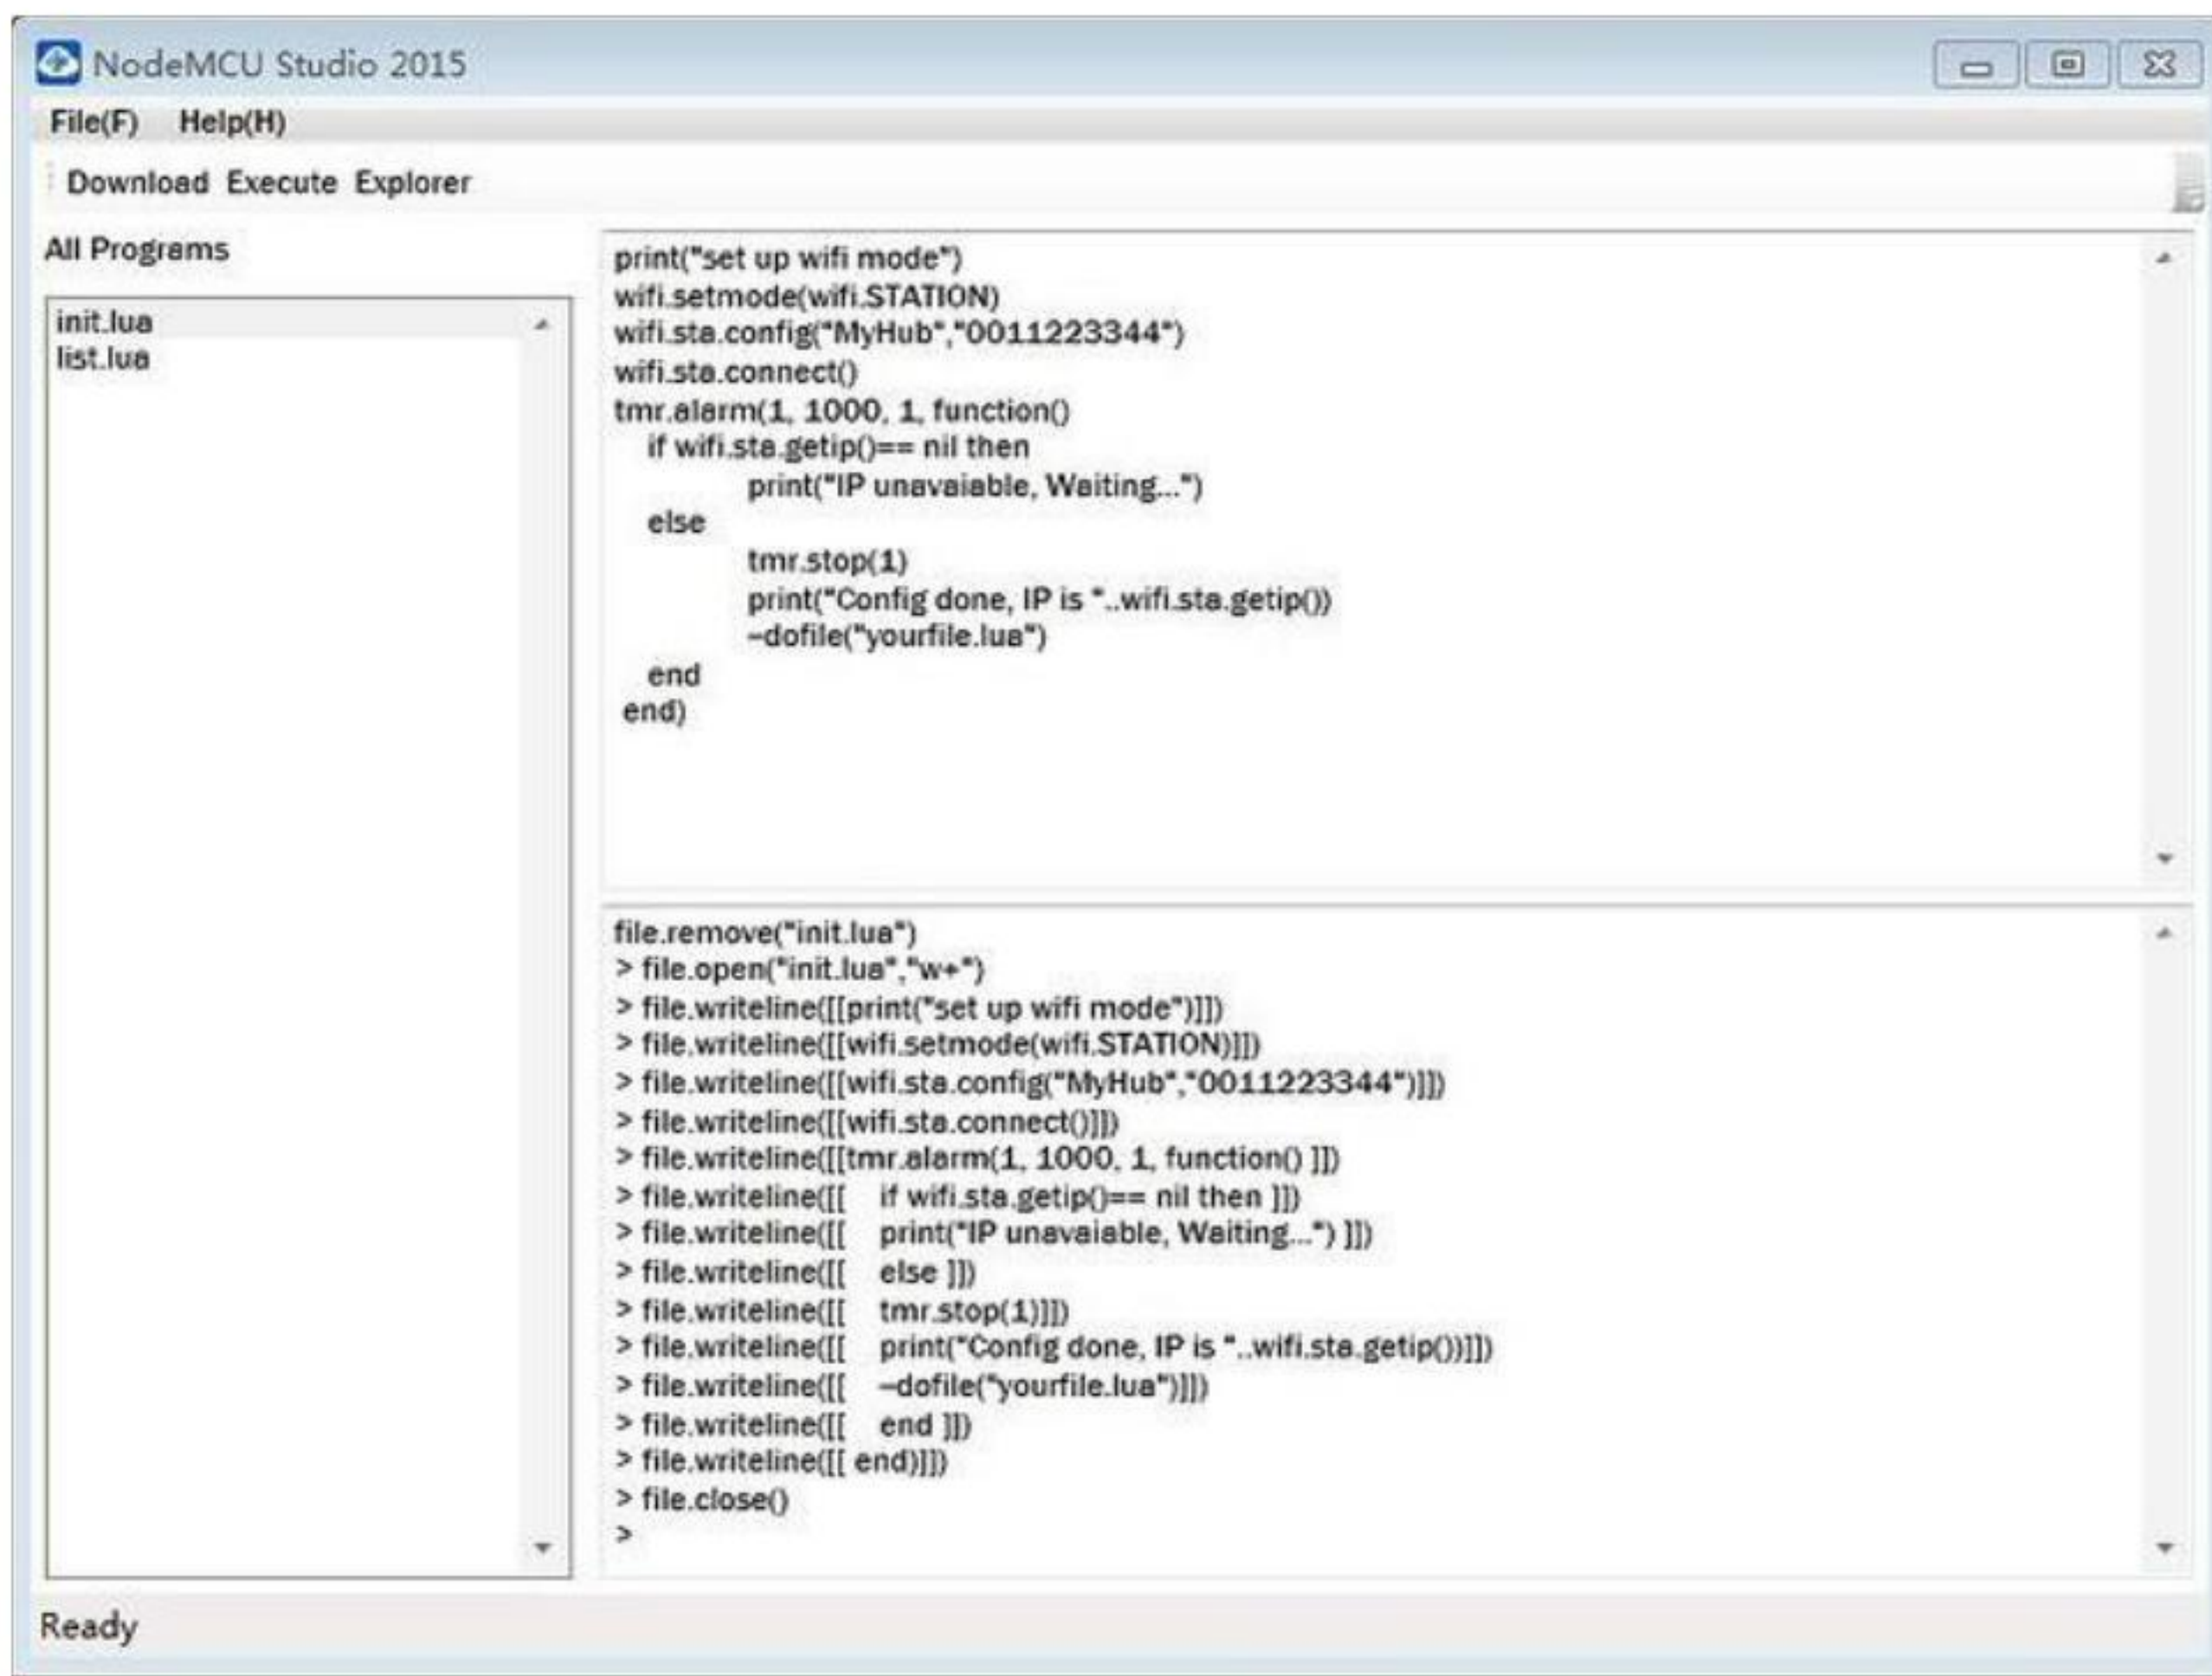 NodeMCU Studio 2015
File(F) Help(H)
Download Execute Explorer
All Programs
init.lua
list.lua
print("set up wifi mode")
wifi.setmode(wifi.STATION)
wifi.sta.config("MyHub","0011223344")
wifi.sta.connect()
tmr.alarm(1, 1000, 1, function()
if wifi.sta.getip()== nil then
print("IP unavaiable, Waiting...")
else
tmr.stop(1)
print("Config done, IP is "..wifi.sta.getip())
–dofile("yourfile.lua")
end
end)
file.remove("init.lua")
> file.open("init.lua","w+")
> file.writeline([[print("set up wifi mode")]])
> file.writeline([[wifi.setmode(wifi.STATION)]])
> file.writeline([[wifi.sta.config("MyHub","0011223344")]])
> file.writeline([[wifi.sta.connect()]])
> file.writeline([[tmr.alarm(1, 1000, 1, function() ]])
> file.writeline([[ if wifi.sta.getip()== nil then ]])
> file.writeline([[ print("IP unavaiable, Waiting...") ]])
> file.writeline([[ else ]])
> file.writeline([[ tmr.stop(1)]])
> file.writeline([[ print("Config done, IP is "..wifi.sta.getip())]])
> file.writeline([[ –dofile("yourfile.lua")]])
> file.writeline([[ end ]])
> file.writeline([[ end)]])
> file.close()
>
Ready